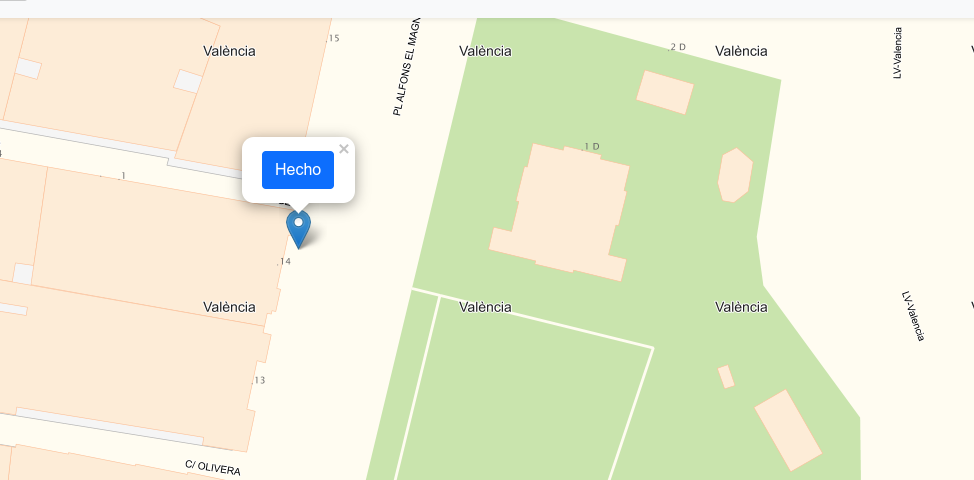 15
València
València
València
PL ALFONS EL MAGN
2 D
LV-Valencia
1 D
×
Hecho
1
14
València
València
València
LV-Valencia
13
C/ OLIVERA